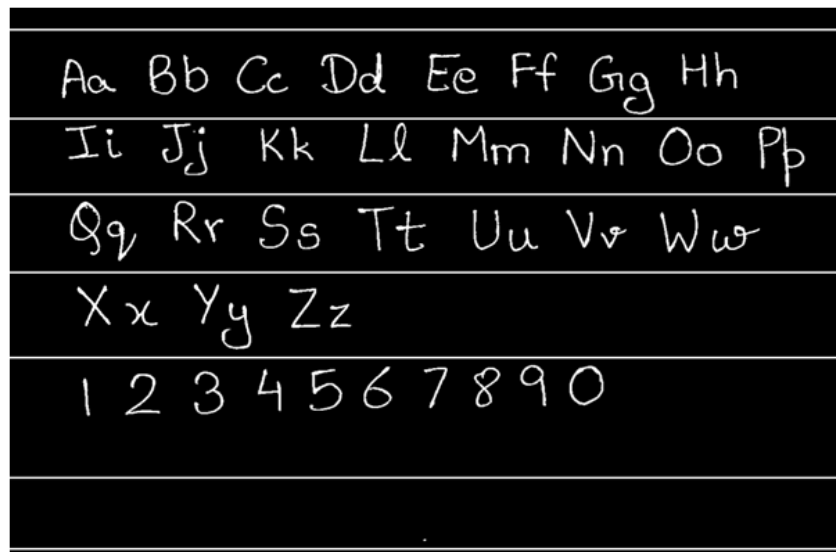 Aa Bb Cc Dd Ee Ff Gg Hh
Ii Jj Kk Ll Mm Nn Oo Pp
Qq Rr Ss Tt Uu Vv Ww
Xx Yy Zz
1 2 3 4 5 6 7 8 9 0